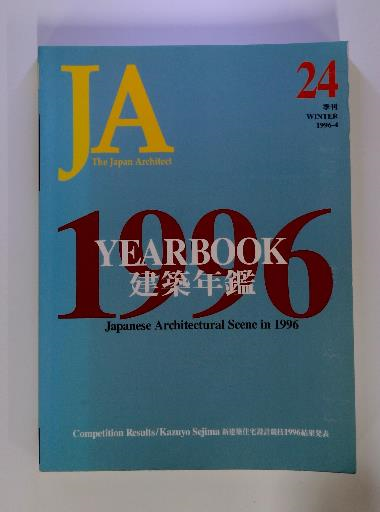 JA
The Japan Architect
24
季刊
WINTER
1996-4
1996
YEARBOOK
建築年鑑
Japanese Architectural Scene in 1996
Competition Results/Kazuyo Sejima 新建築住宅設計競技1996結果発表